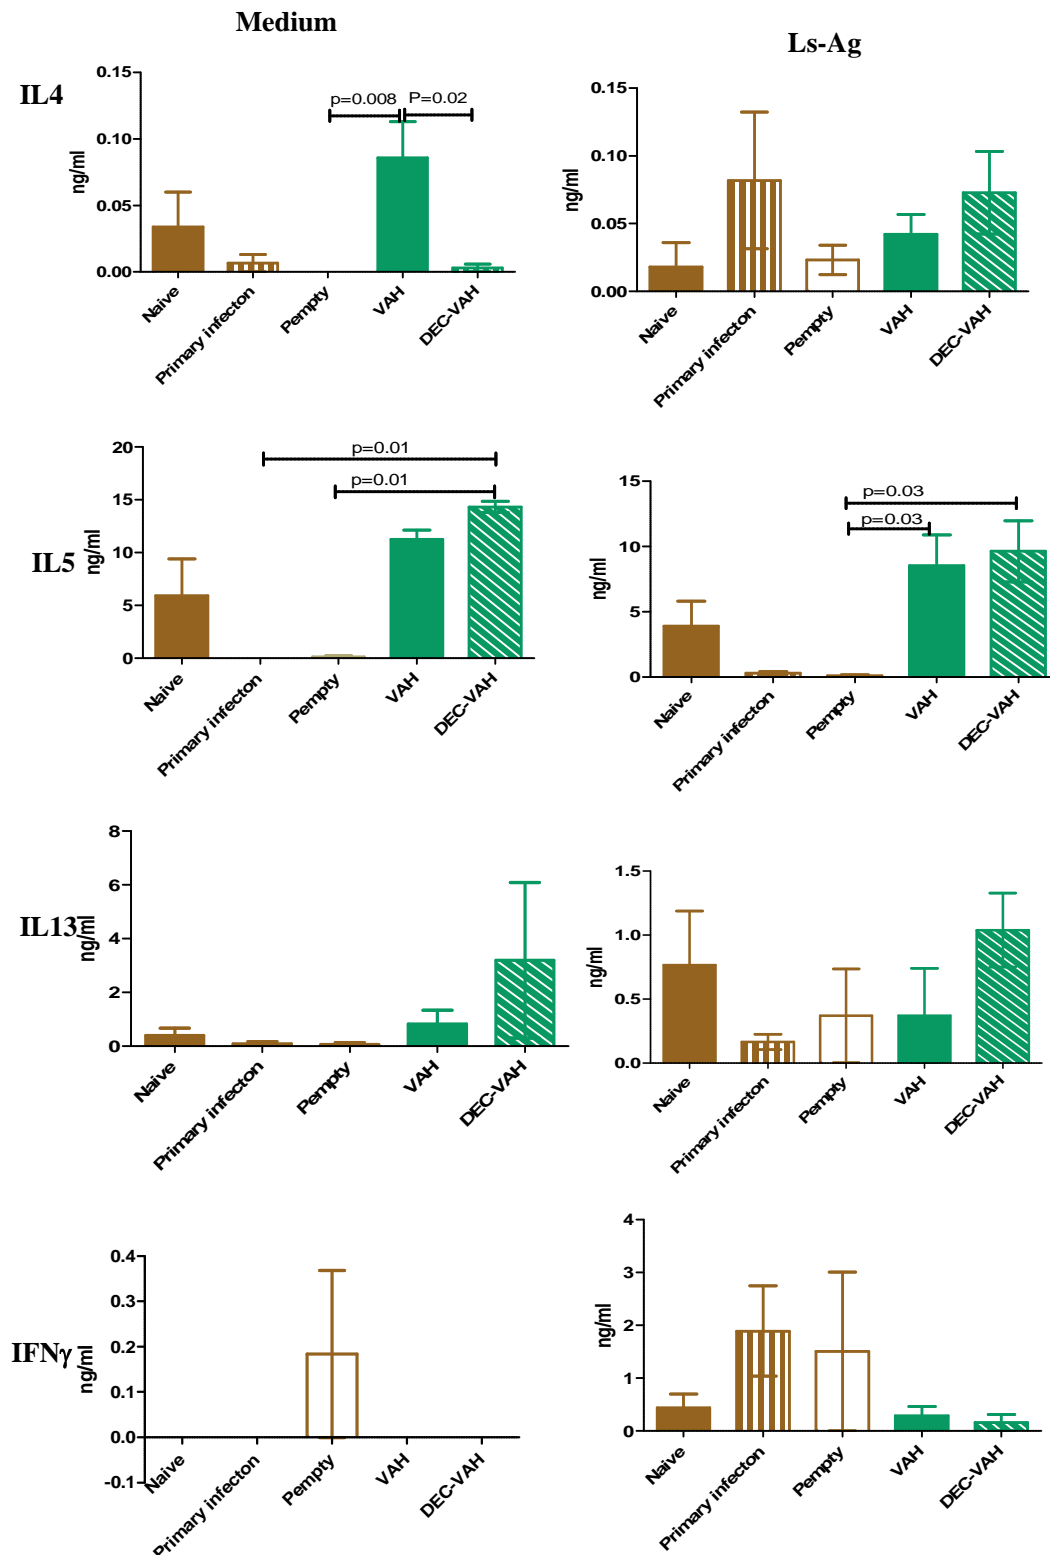 Medium
Ls-Ag
IL4
ng/ml
0.15
0.10
0.05
0.00
p=0.008
P=0.02
Naive
Primary infecton
Pempty
VAH
DEC-VAH
ng/ml
0.15
0.10
0.05
0.00
Naive
Primary infecton
Pempty
VAH
DEC-VAH
IL5
ng/ml
20
15
10
5
0
p=0.01
p=0.01
Naive
Primary infecton
Pempty
VAH
DEC-VAH
ng/ml
15
10
5
0
p=0.03
p=0.03
Naive
Primary infecton
Pempty
VAH
DEC-VAH
IL13
ng/ml
8
6
4
2
0
Naive
Primary infecton
Pempty
VAH
DEC-VAH
ng/ml
1.5
1.0
0.5
0.0
Naive
Primary infecton
Pempty
VAH
DEC-VAH
IFNγ
ng/ml
0.4
0.3
0.2
0.1
0.0
-0.1
Naive
Primary infecton
Pempty
VAH
DEC-VAH
ng/ml
4
3
2
1
0
Naive
Primary infecton
Pempty
VAH
DEC-VAH